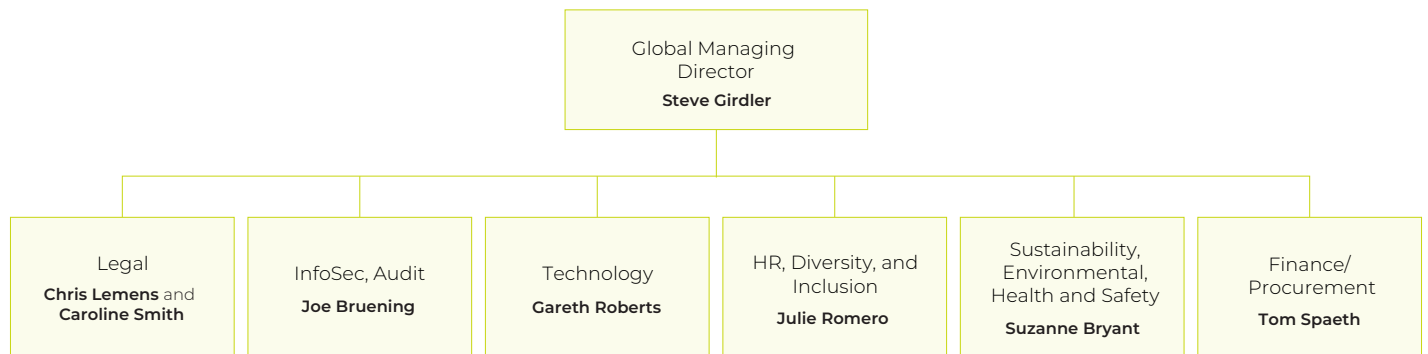 Global Managing
Director
Steve Girdler
Legal
Chris Lemens and
Caroline Smith
InfoSec, Audit
Joe Bruening
Technology
Gareth Roberts
HR, Diversity, and
Inclusion
Julie Romero
Sustainability,
Environmental,
Health and Safety
Suzanne Bryant
Finance/
Procurement
Tom Spaeth